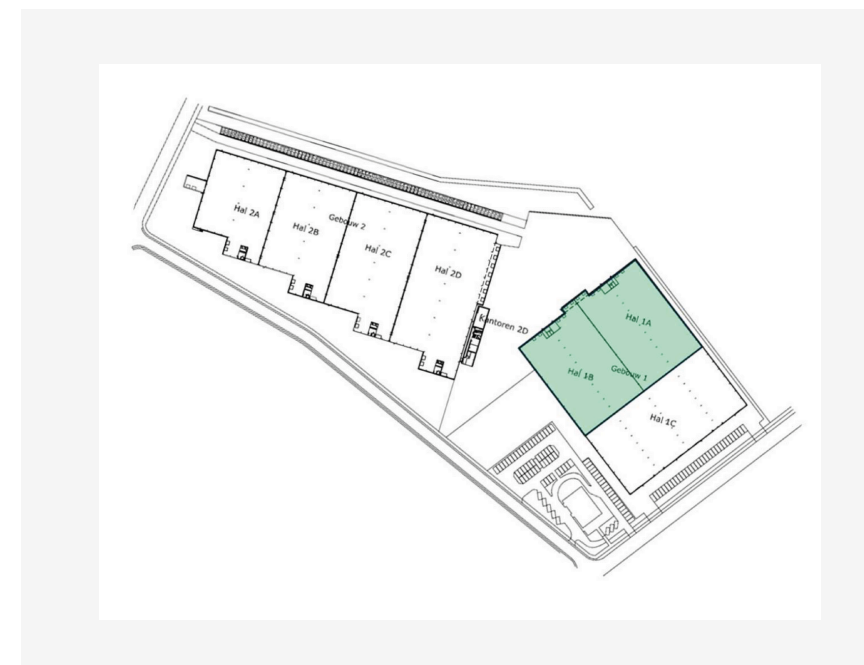 Hal 2A
Hal 2B
Gebouw 2
Hal 2C
Hal 2D
Kantoren 2D
Hal 1A
Hal 1B
Gebouw 1
Hal 1C